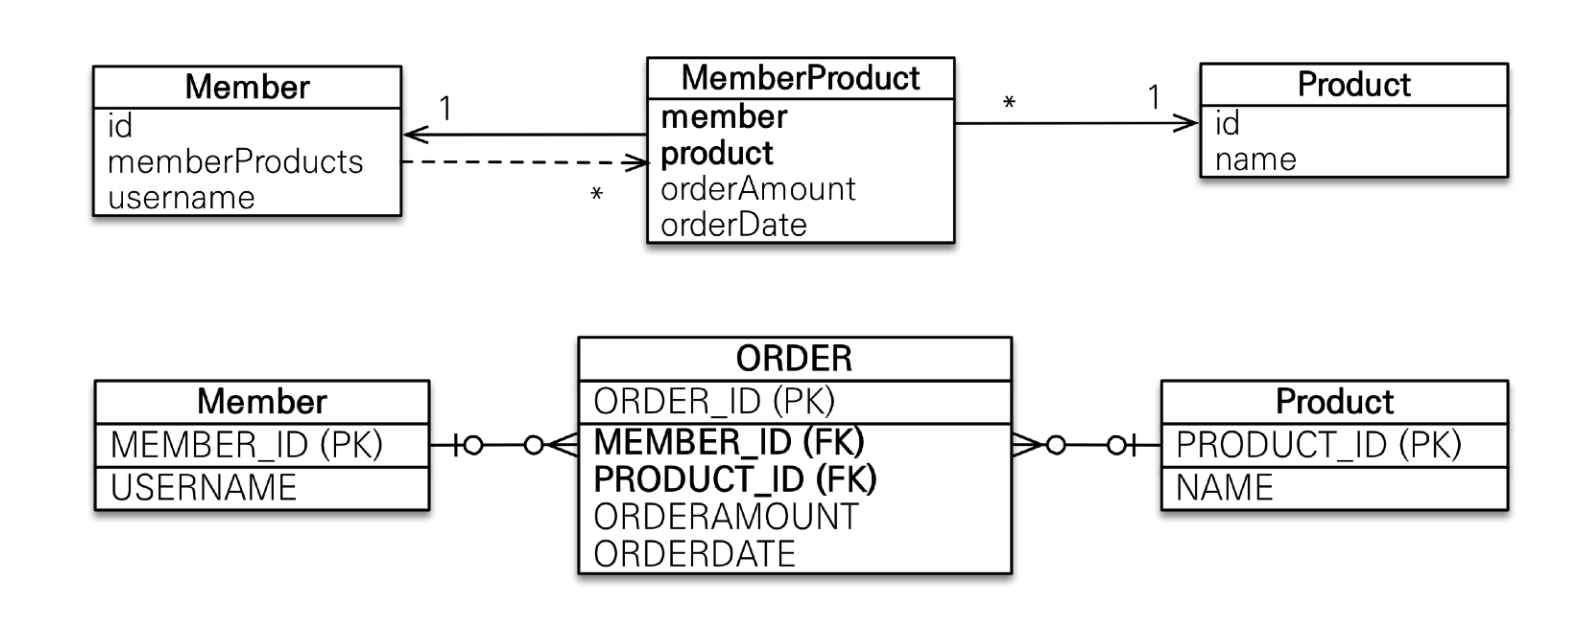 Member
id
memberProducts
username
1
*
MemberProduct
member
product
orderAmount
orderDate
*
1
Product
id
name
Member
MEMBER_ID (PK)
USERNAME
ORDER
ORDER_ID (PK)
MEMBER_ID (FK)
PRODUCT_ID (FK)
ORDERAMOUNT
ORDERDATE
Product
PRODUCT_ID (PK)
NAME